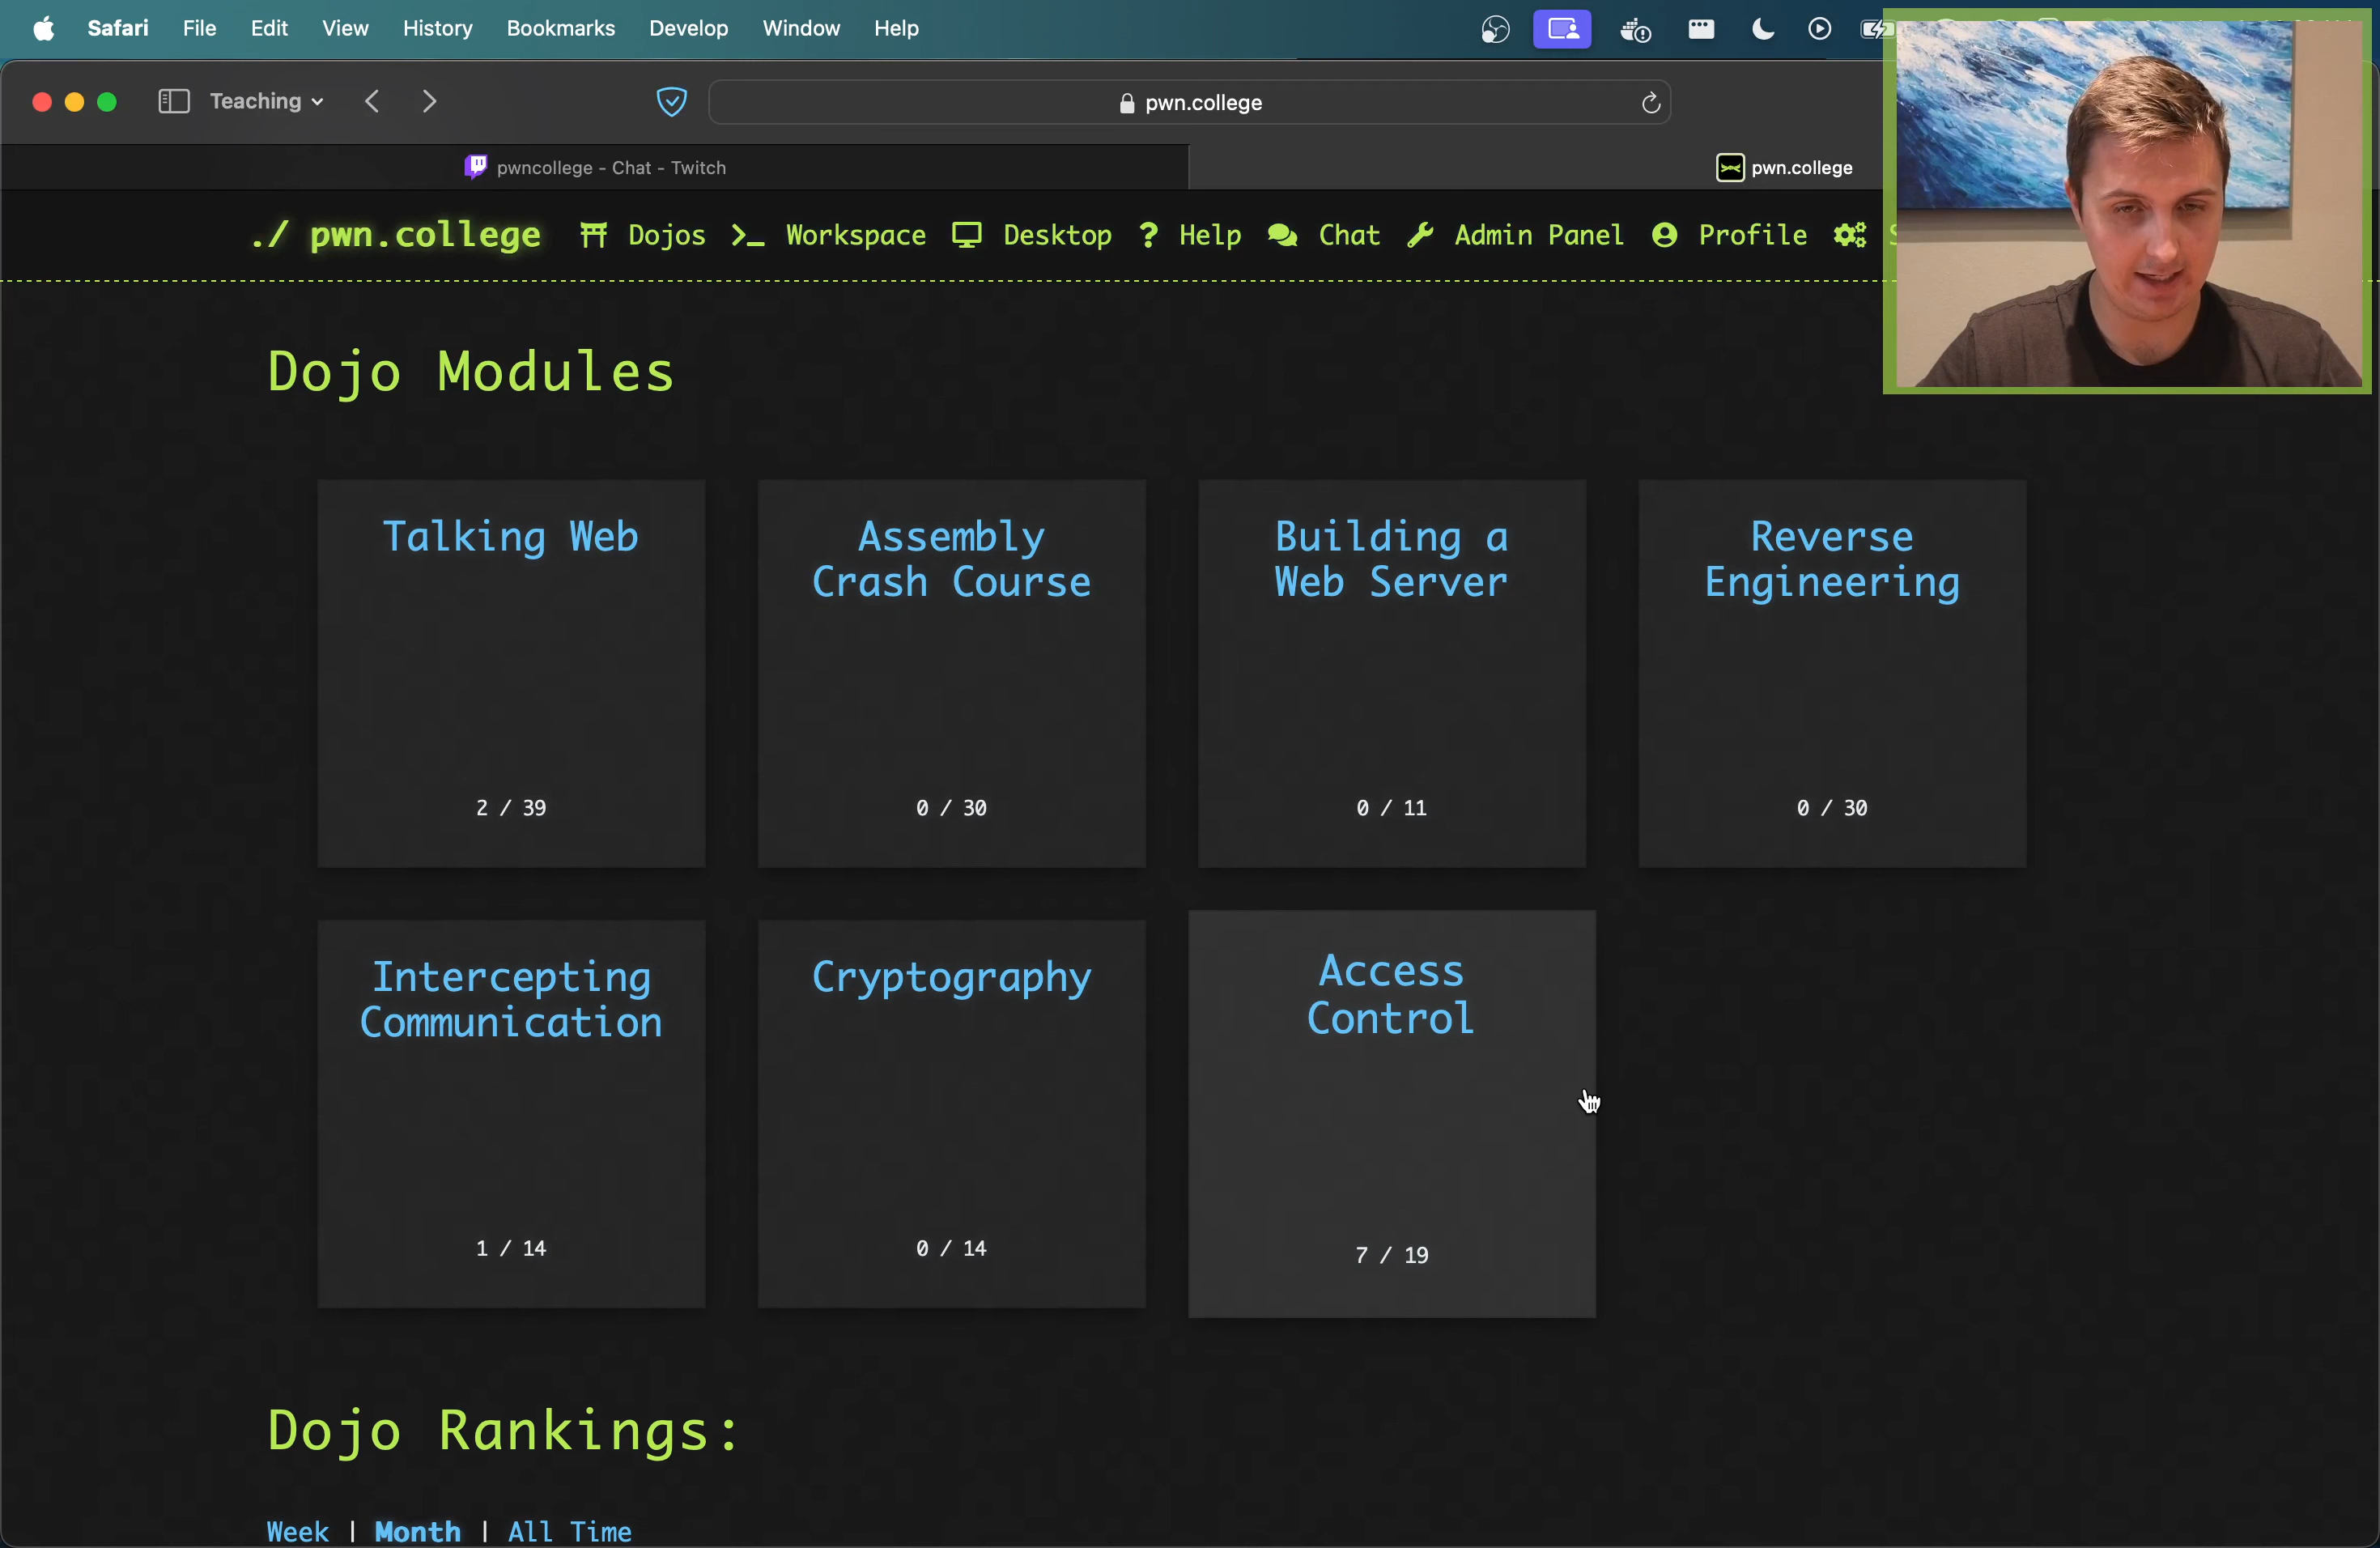 Safari File Edit View History Bookmarks Develop Window Help
Teaching
pwn.college
pwncollege - Chat - Twitch
pwn.college
./ pwn.college Dojos Workspace Desktop ? Help Chat Admin Panel Profile
Dojo Modules
Talking Web
2 / 39
Assembly
Crash Course
0 / 30
Building a
Web Server
0 / 11
Reverse
Engineering
0 / 30
Intercepting
Communication
1 / 14
Cryptography
0 / 14
Access
Control
7 / 19
Dojo Rankings:
Week | Month | All Time